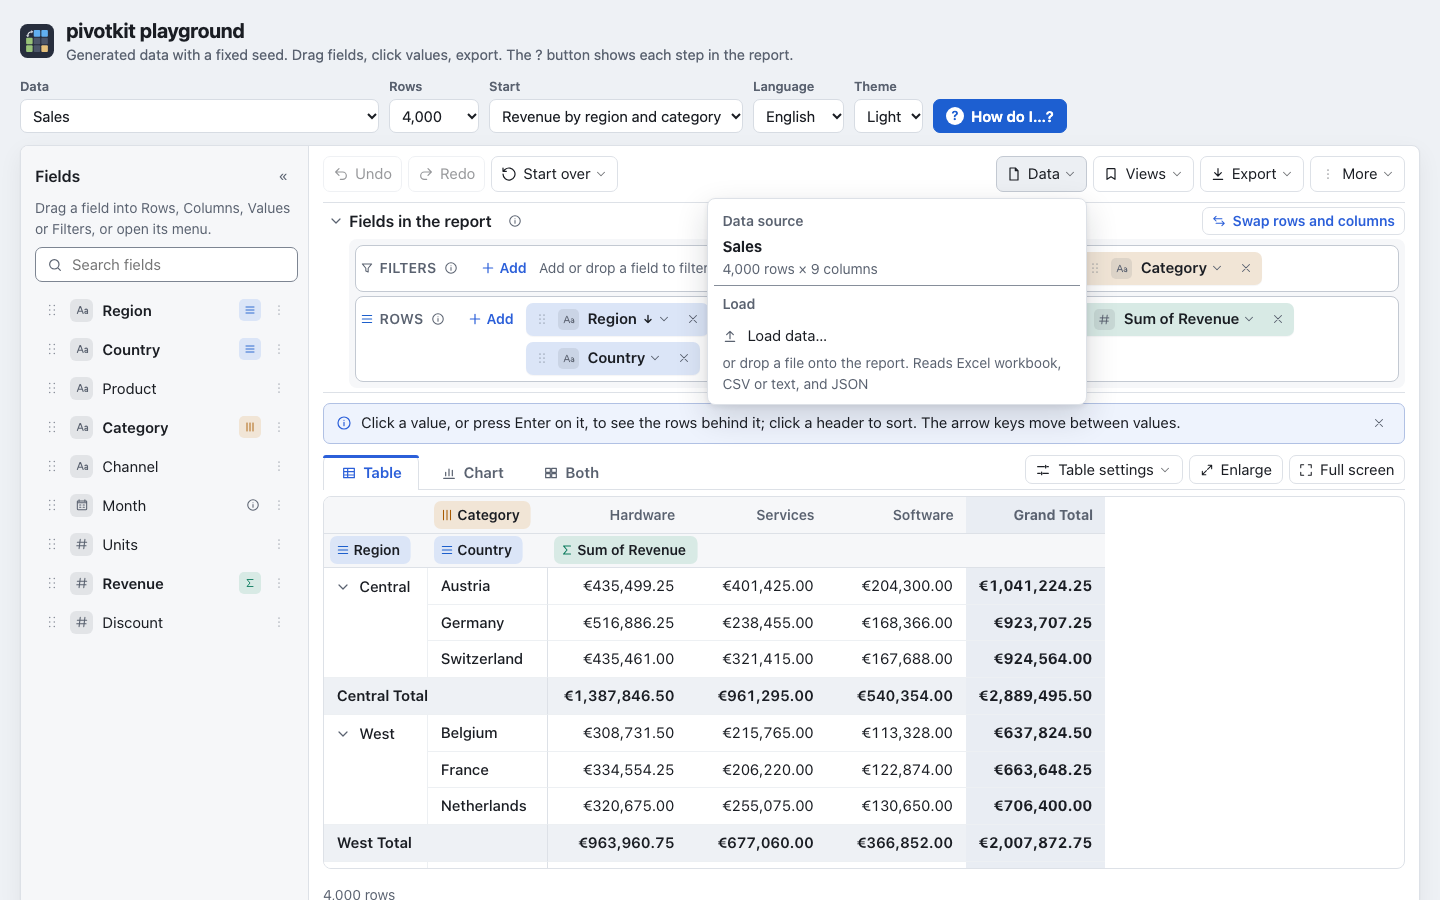 pivotkit playground
Generated data with a fixed seed. Drag fields, click values, export. The ? button shows each step in the report.
Data Rows Start Language Theme
Sales 4,000 Revenue by region and category English Light ? How do I...?
Fields «
Drag a field into Rows, Columns, Values
or Filters, or open its menu.
Search fields
Aa Region
Aa Country
Aa Product
Aa Category
Aa Channel
Month
# Units
# Revenue Σ
# Discount
Undo Redo Start over Data Views Export More
Fields in the report Swap rows and columns
Data source
Sales
4,000 rows × 9 columns
Load
Load data...
or drop a file onto the report. Reads Excel workbook,
CSV or text, and JSON
FILTERS + Add Add or drop a field to filter Aa Category
ROWS + Add Aa Region # Sum of Revenue
Aa Country
Click a value, or press Enter on it, to see the rows behind it; click a header to sort. The arrow keys move between values.
Table Chart Both Table settings Enlarge Full screen
Category Hardware Services Software Grand Total
Region Country Σ Sum of Revenue
Central Austria €435,499.25 €401,425.00 €204,300.00 €1,041,224.25
Germany €516,886.25 €238,455.00 €168,366.00 €923,707.25
Switzerland €435,461.00 €321,415.00 €167,688.00 €924,564.00
Central Total €1,387,846.50 €961,295.00 €540,354.00 €2,889,495.50
West Belgium €308,731.50 €215,765.00 €113,328.00 €637,824.50
France €334,554.25 €206,220.00 €122,874.00 €663,648.25
Netherlands €320,675.00 €255,075.00 €130,650.00 €706,400.00
West Total €963,960.75 €677,060.00 €366,852.00 €2,007,872.75
4,000 rows